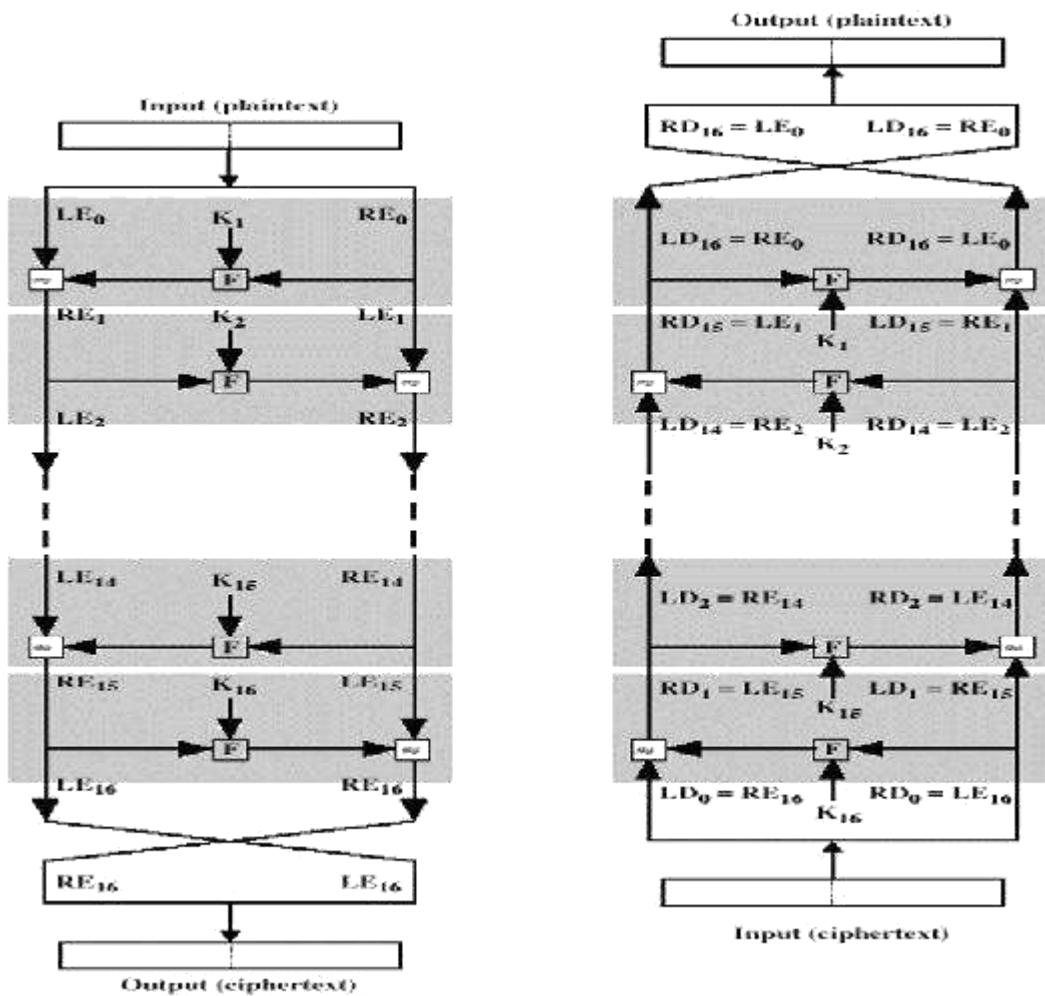 Input (plaintext)
LE₀
K₁
RE₀
F
RE₁
K₂
LE₁
F
LE₂
RE₂
LE₁₄
K₁₅
RE₁₄
F
RE₁₅
K₁₆
LE₁₅
F
LE₁₆
RE₁₆
RE₁₆
LE₁₆
Output (ciphertext)
Output (plaintext)
RD₁₆ = LE₀
LD₁₆ = RE₀
LD₁₆ = RE₀
RD₁₆ = LE₀
F
RD₁₅ = LE₁
K₁
LD₁₅ = RE₁
F
LD₁₄ = RE₂
K₂
RD₁₄ = LE₂
LD₂ = RE₁₄
RD₂ = LE₁₄
F
RD₁ = LE₁₅
K₁₅
LD₁ = RE₁₅
F
LD₀ = RE₁₆
K₁₆
RD₀ = LE₁₆
Input (ciphertext)